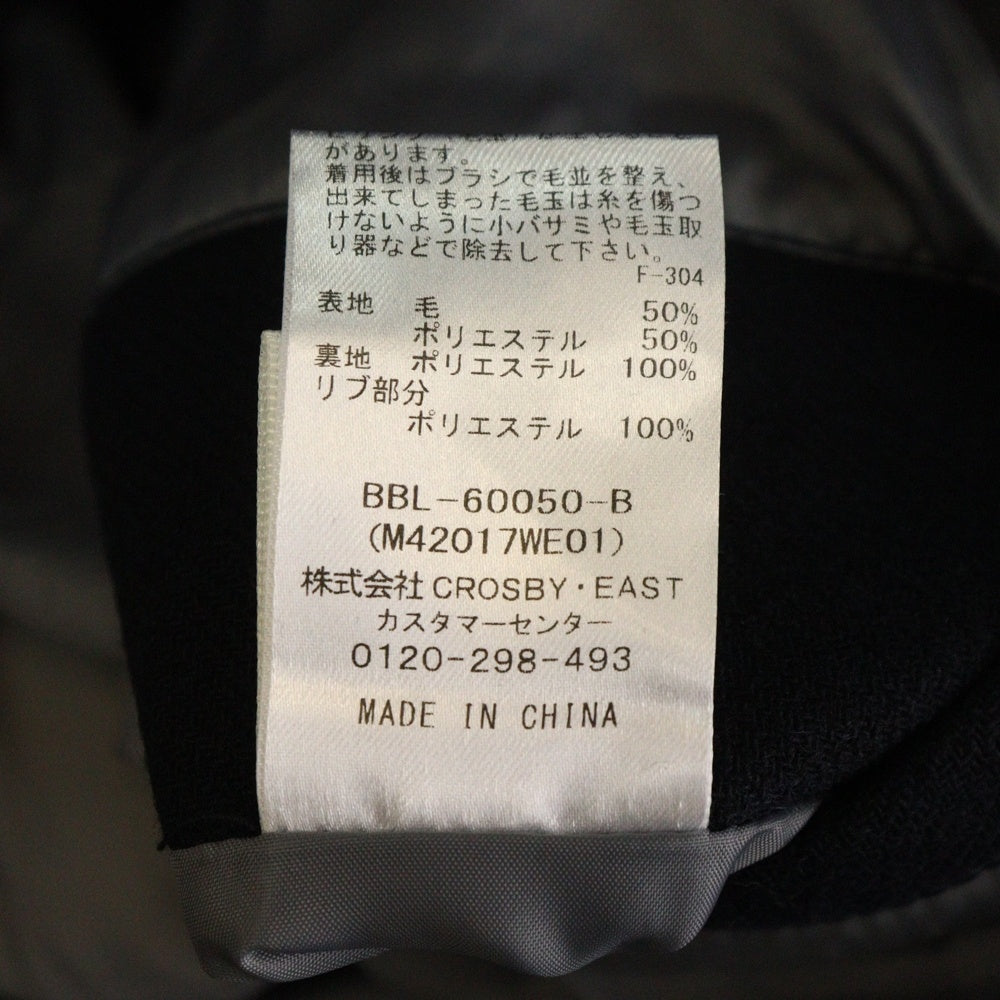 があります。
着用後はブラシで毛並を整え、
出来てしまった毛玉は糸を傷つ
けないように小バサミや毛玉取
り器などで除去して下さい。
F-304
表地 毛 50%
ポリエステル 50%
裏地 ポリエステル 100%
リブ部分
ポリエステル 100%
BBL-60050-B
(M42017WE01)
株式会社 CROSBY・EAST
カスタマーセンター
0120-298-493
MADE IN CHINA